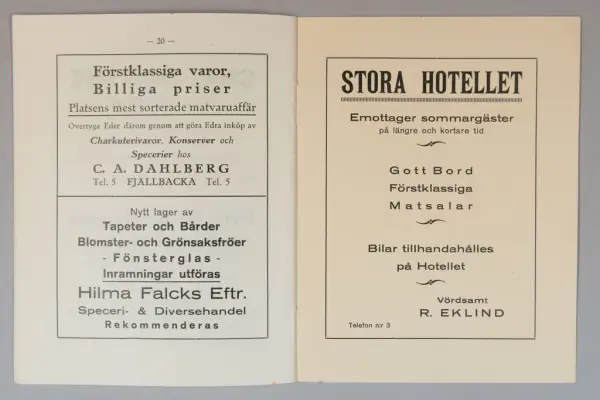 — 20 —
Förstklassiga varor,
Billiga priser
Platsens mest sorterade matvaruaffär
Overtyga Eder därom genom att göra Edra inköp av
Charkuterivaror, Konserver och
Specerier hos
C. A. DAHLBERG
Tel. 5 FJÄLLBACKA Tel. 5
Nytt lager av
Tapeter och Bårder
Blomster- och Grönsaksfröer
- Fönsterglas -
Inramningar utföras
Hilma Falcks Eftr.
Speceri- & Diversehandel
Rekommenderas
STORA HOTELLET
Emottager sommargäster
på längre och kortare tid
Gott Bord
Förstklassiga
Matsalar
Bilar tillhandahålles
på Hotellet
Vördsamt
R. EKLIND
Telefon n:r 3